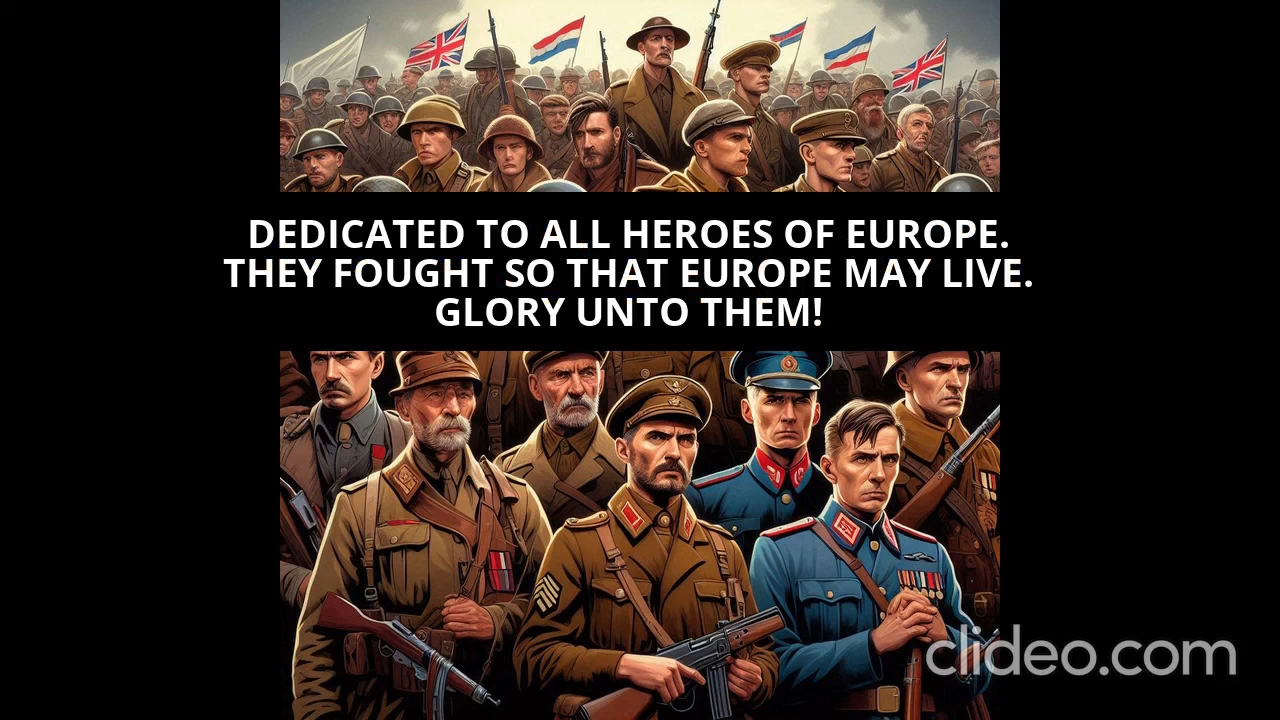 DEDICATED TO ALL HEROES OF EUROPE.
THEY FOUGHT SO THAT EUROPE MAY LIVE.
GLORY UNTO THEM!
clideo.com